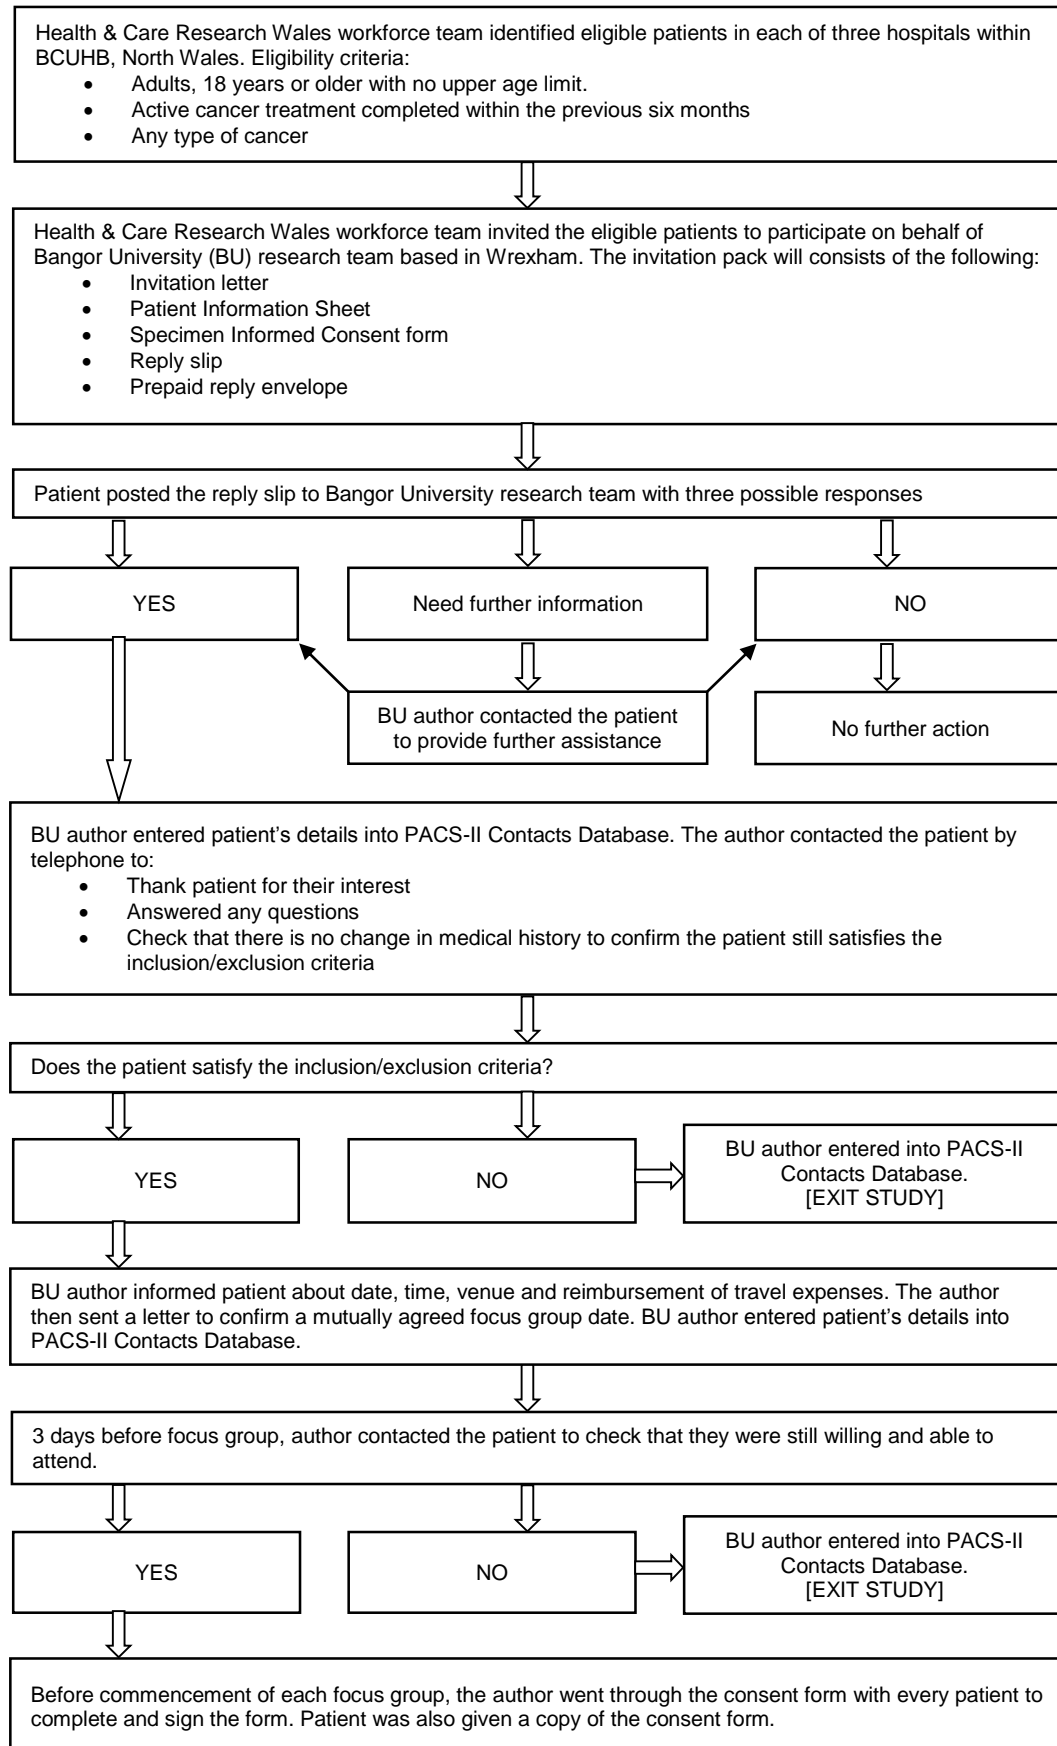 Health & Care Research Wales workforce team identified eligible patients in each of three hospitals within
BCUHB, North Wales. Eligibility criteria:
• Adults, 18 years or older with no upper age limit.
• Active cancer treatment completed within the previous six months
• Any type of cancer
Health & Care Research Wales workforce team invited the eligible patients to participate on behalf of
Bangor University (BU) research team based in Wrexham. The invitation pack will consists of the following:
• Invitation letter
• Patient Information Sheet
• Specimen Informed Consent form
• Reply slip
• Prepaid reply envelope
Patient posted the reply slip to Bangor University research team with three possible responses
YES
Need further information
NO
BU author contacted the patient
to provide further assistance
No further action
BU author entered patient’s details into PACS-II Contacts Database. The author contacted the patient by
telephone to:
• Thank patient for their interest
• Answered any questions
• Check that there is no change in medical history to confirm the patient still satisfies the
inclusion/exclusion criteria
Does the patient satisfy the inclusion/exclusion criteria?
YES
NO
BU author entered into PACS-II
Contacts Database.
[EXIT STUDY]
BU author informed patient about date, time, venue and reimbursement of travel expenses. The author
then sent a letter to confirm a mutually agreed focus group date. BU author entered patient’s details into
PACS-II Contacts Database.
3 days before focus group, author contacted the patient to check that they were still willing and able to
attend.
YES
NO
BU author entered into PACS-II
Contacts Database.
[EXIT STUDY]
Before commencement of each focus group, the author went through the consent form with every patient to
complete and sign the form. Patient was also given a copy of the consent form.